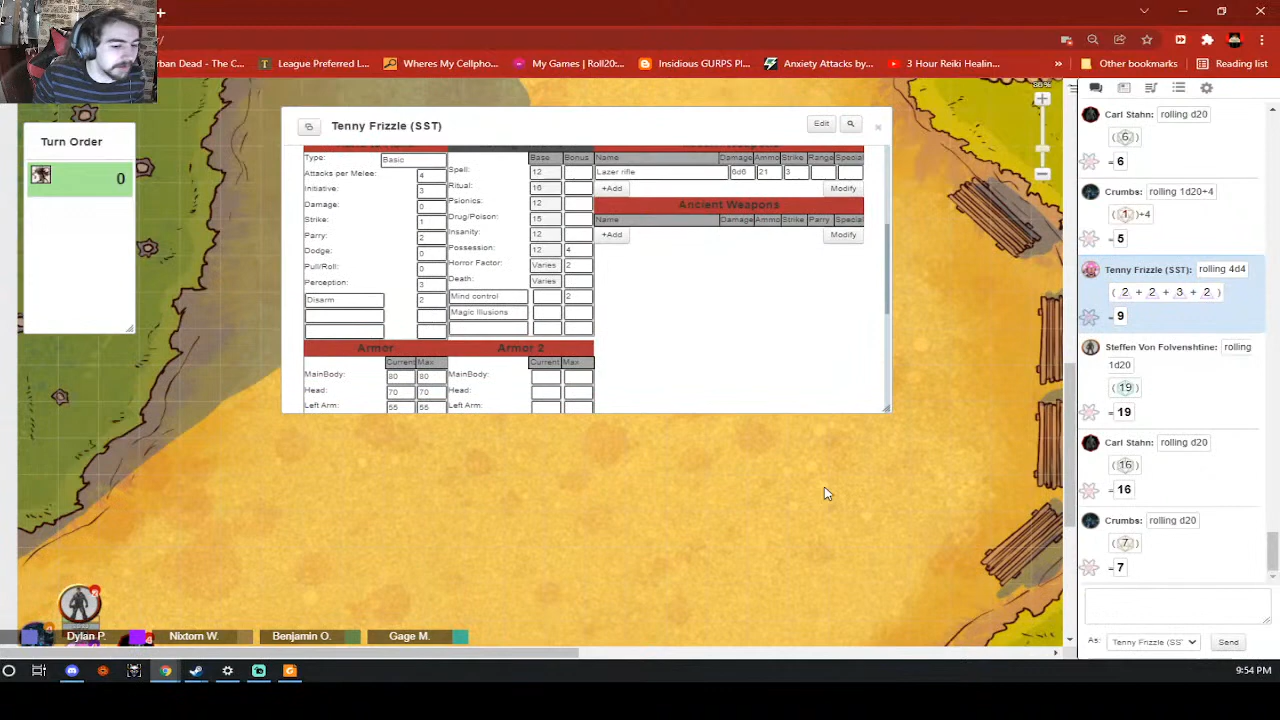 rban Dead - The C...
League Preferred L...
Wheres My Cellpho...
My Games | Roll20:...
Insidious GURPS Pl...
Anxiety Attacks by...
3 Hour Reiki Healin...
»
Other bookmarks
Reading list
Turn Order
0
Tenny Frizzle (SST)
Edit
Type:
Basic
Attacks per Melee:
4
Initiative:
3
Damage:
0
Strike:
1
Parry:
2
Dodge:
0
Pull/Roll:
0
Perception:
3
Disarm
2
Base
Bonus
Spell:
12
Ritual:
16
Psionics:
12
Drug/Poison:
15
Insanity:
12
Possession:
12
4
Horror Factor:
Varies
2
Death:
Varies
Mind control
2
Magic Illusions
Name
Damage
Ammo
Strike
Range
Special
Lazer rifle
6d6
21
3
+Add
Modify
Ancient Weapons
Name
Damage
Ammo
Strike
Parry
Special
+Add
Modify
Armor
Current
Max
MainBody:
80
80
Head:
70
70
Left Arm:
55
55
Armor 2
Current
Max
MainBody:
Head:
Left Arm:
88%
Carl Stahn: rolling d20
(6)
= 6
Crumbs: rolling 1d20+4
(1)+4
= 5
Tenny Frizzle (SST): rolling 4d4
( 2 + 2 + 3 + 2 )
= 9
Steffen Von Folvenshtine: rolling
1d20
(19)
= 19
Carl Stahn: rolling d20
(16)
= 16
Crumbs: rolling d20
(7)
= 7
As:
Tenny Frizzle (SS'
Send
Dylan P.
Nixtorn W.
Benjamin O.
Gage M.
9:54 PM